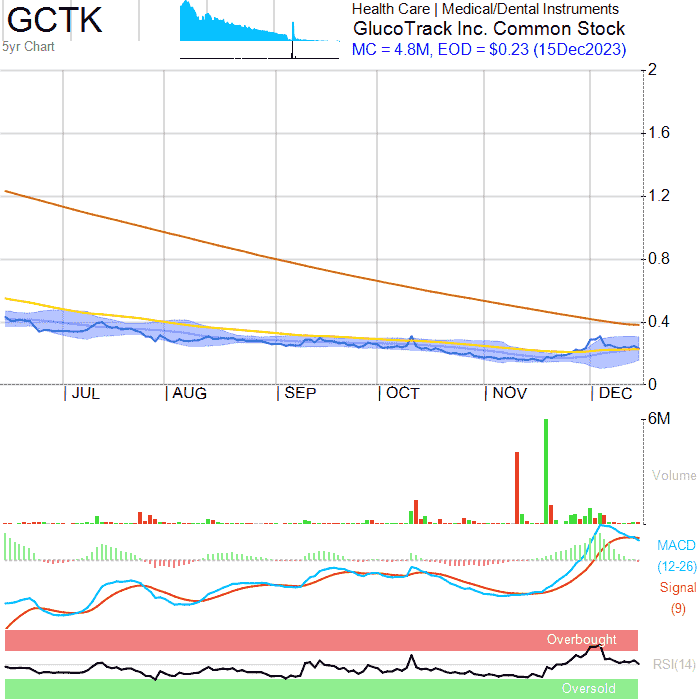 GCTK
5yr Chart
Health Care | Medical/Dental Instruments
GlucoTrack Inc. Common Stock
MC = 4.8M, EOD = $0.23 (15Dec2023)
2
1.6
1.2
0.8
0.4
0
JUL AUG SEP OCT NOV DEC
6M
Volume
MACD
(12-26)
Signal
(9)
Overbought
RSI(14)
Oversold